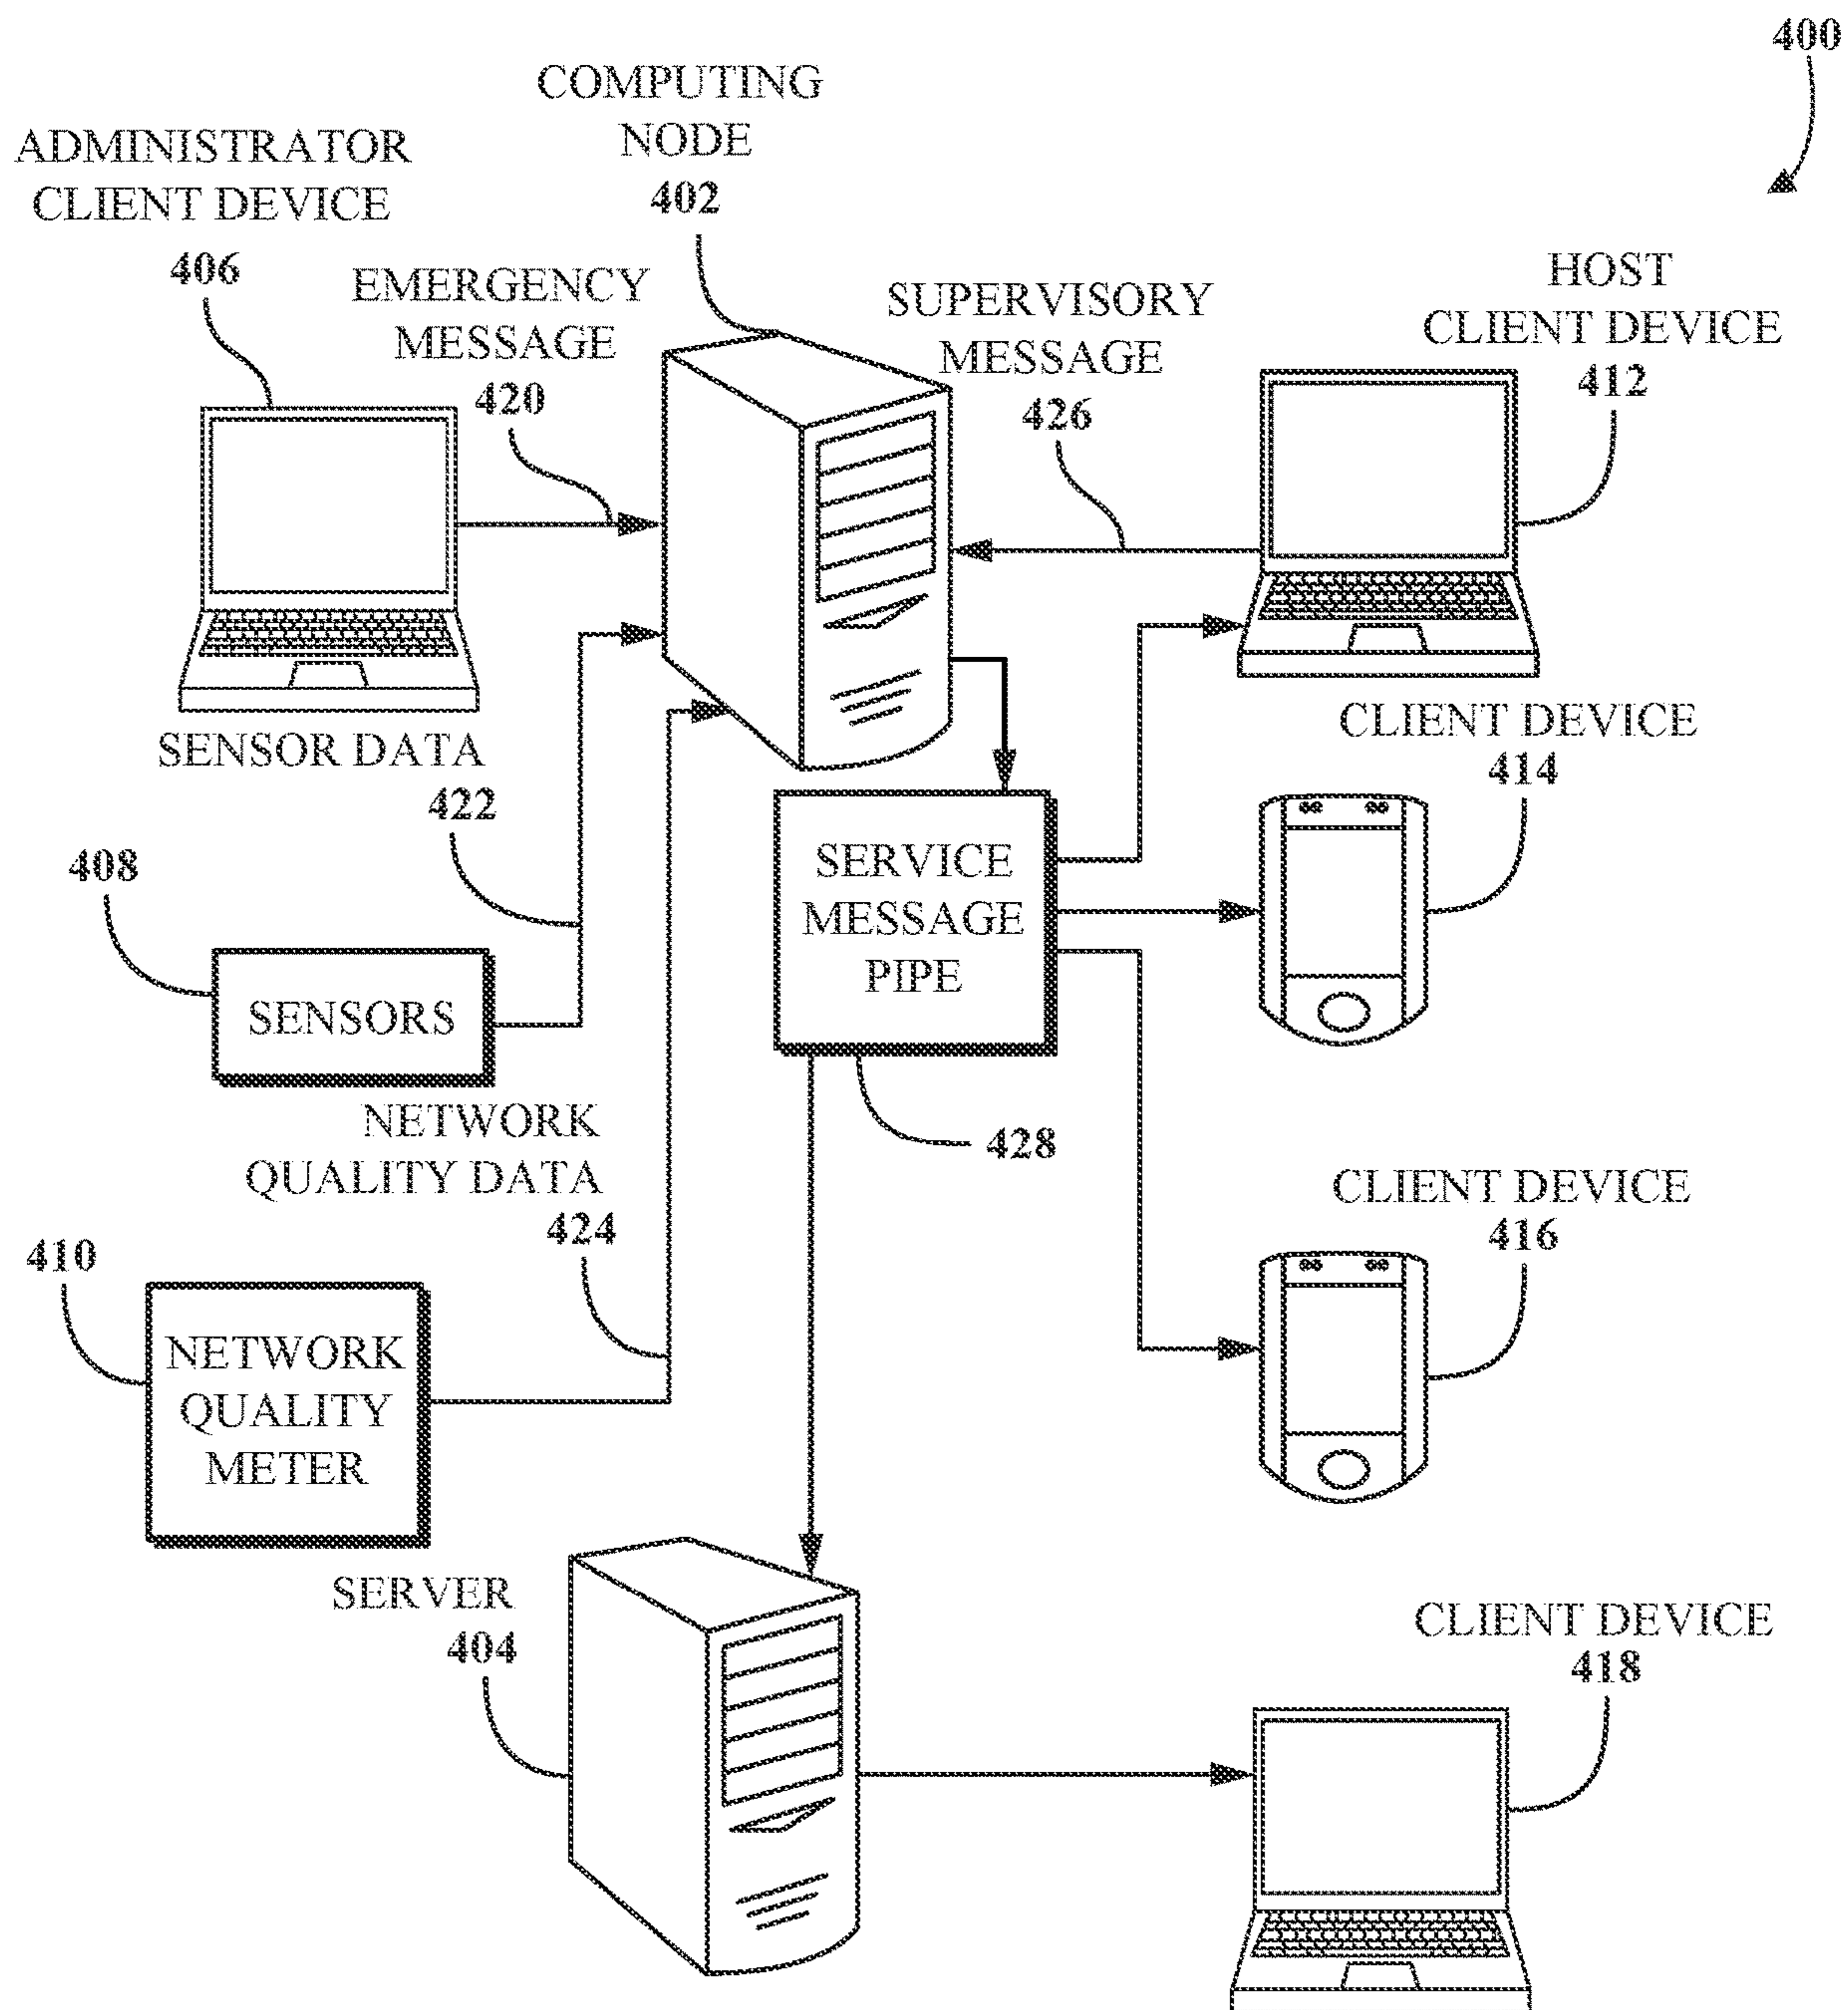 400
COMPUTING
NODE
402
ADMINISTRATOR
CLIENT DEVICE
406
EMERGENCY
MESSAGE
420
SUPERVISORY
MESSAGE
426
HOST
CLIENT DEVICE
412
SENSOR DATA
422
CLIENT DEVICE
414
408
SENSORS
SERVICE
MESSAGE
PIPE
428
NETWORK
QUALITY DATA
424
CLIENT DEVICE
416
410
NETWORK
QUALITY
METER
SERVER
404
CLIENT DEVICE
418